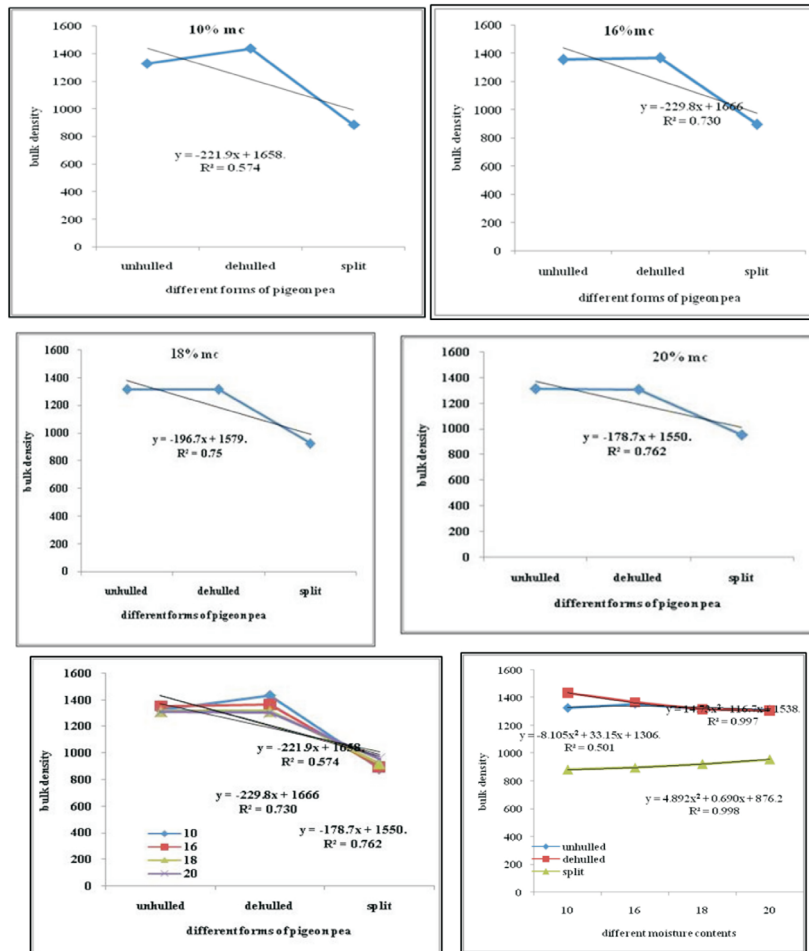 10% mc
bulk density
1600
1400
1200
1000
800
600
400
200
0
y = -221.9x + 1658.
R² = 0.574
unhulled dehulled split
different forms of pigeon pea
16%mc
bulk density
1600
1400
1200
1000
800
600
400
200
0
y = -229.8x + 1666
R² = 0.730
unhulled dehulled split
different forms of pigeon pea
18% mc
bulk density
1600
1400
1200
1000
800
600
400
200
0
y = -196.7x + 1579.
R² = 0.75
unhulled dehulled split
different forms of pigeon pea
20% mc
bulk density
1600
1400
1200
1000
800
600
400
200
0
y = -178.7x + 1550.
R² = 0.762
unhulled dehulled split
different forms of pigeon pea
bulk density
1600
1400
1200
1000
800
600
400
200
0
y = -221.9x + 1658.
R² = 0.574
y = -229.8x + 1666
R² = 0.730
y = -178.7x + 1550.
R² = 0.762
10
16
18
20
unhulled dehulled split
different forms of pigeon pea
bulk density
1600
1400
1200
1000
800
600
400
200
0
1538.
R² = 0.997
y = -8.105x² + 33.15x + 1306.
R² = 0.501
y = 4.892x² + 0.690x + 876.2
R² = 0.998
unhulled
dehulled
split
10 16 18 20
different moisture contents